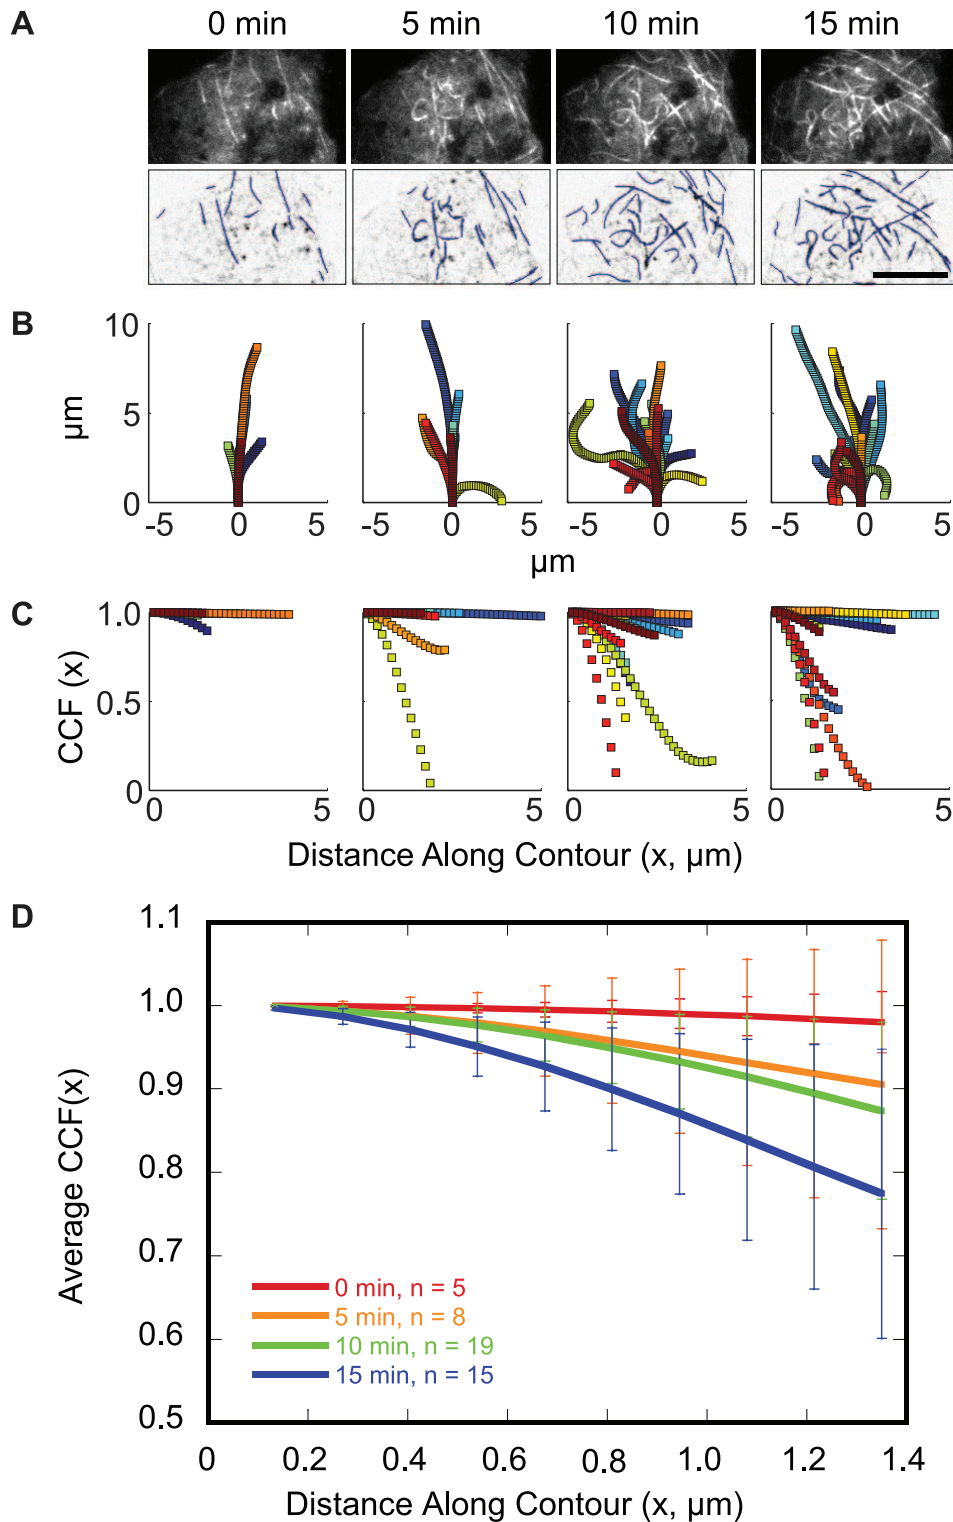 A
0 min 5 min 10 min 15 min
B
10
5
0
µm
-5 0 5 -5 0 5 -5 0 5 -5 0 5
µm
C
1.0
0.5
0
CCF (x)
0 5 0 5 0 5 0 5
Distance Along Contour (x, µm)
D
1.1
1.0
0.9
0.8
0.7
0.6
0.5
Average CCF(x)
0 min, n = 5
5 min, n = 8
10 min, n = 19
15 min, n = 15
0 0.2 0.4 0.6 0.8 1.0 1.2 1.4
Distance Along Contour (x, µm)